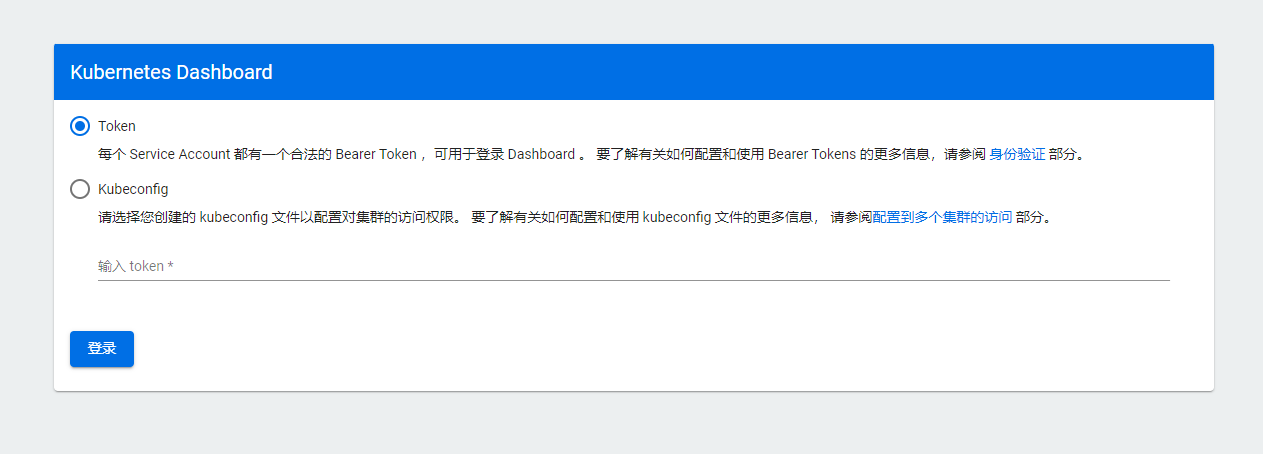 Kubernetes Dashboard
Token
每个 Service Account 都有一个合法的 Bearer Token ，可用于登录 Dashboard 。 要了解有关如何配置和使用 Bearer Tokens 的更多信息，请参阅 身份验证 部分。
Kubeconfig
请选择您创建的 kubeconfig 文件以配置对集群的访问权限。 要了解有关如何配置和使用 kubeconfig 文件的更多信息， 请参阅配置到多个集群的访问 部分。
输入 token *
登录